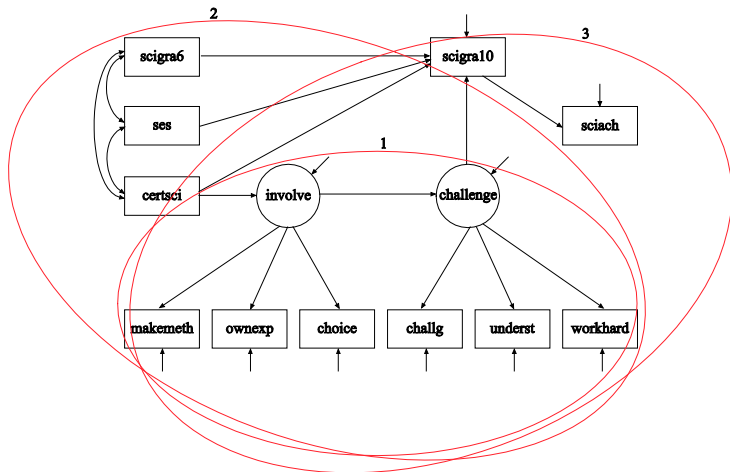 2
3
scigra6
scigra10
ses
sciach
1
certsci
involve
challenge
makemeth
ownexp
choice
challg
underst
workhard